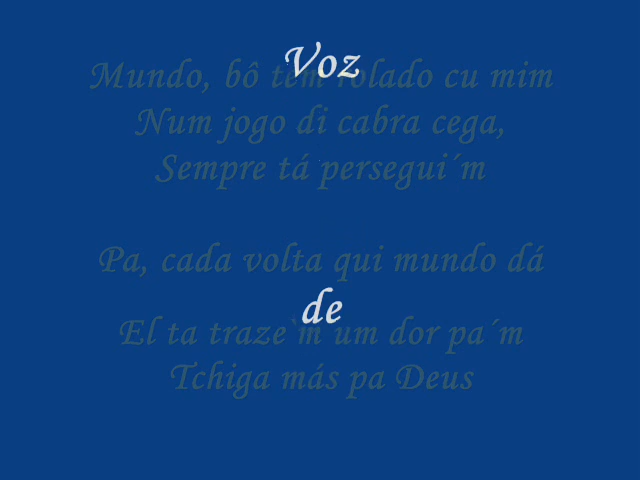 Voz
Mundo, bô tem rolado cu mim
Num jogo di cabra cega,
Sempre tá persegui´m
Pa, cada volta qui mundo dá
de
El ta traze`m um dor pa´m
Tchiga más pa Deus